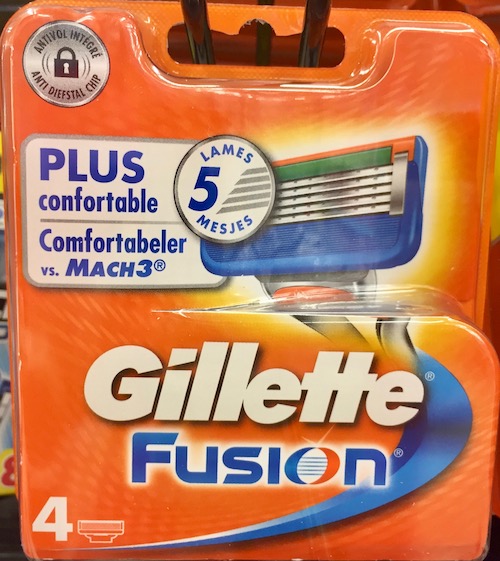 ANTIVOL INTÉGRÉ
ANTI DIEFSTAL CHIP
PLUS
confortable
Comfortabeler
vs. MACH3®
LAMES
5
MESJES
Gillette®
FUSION®
4